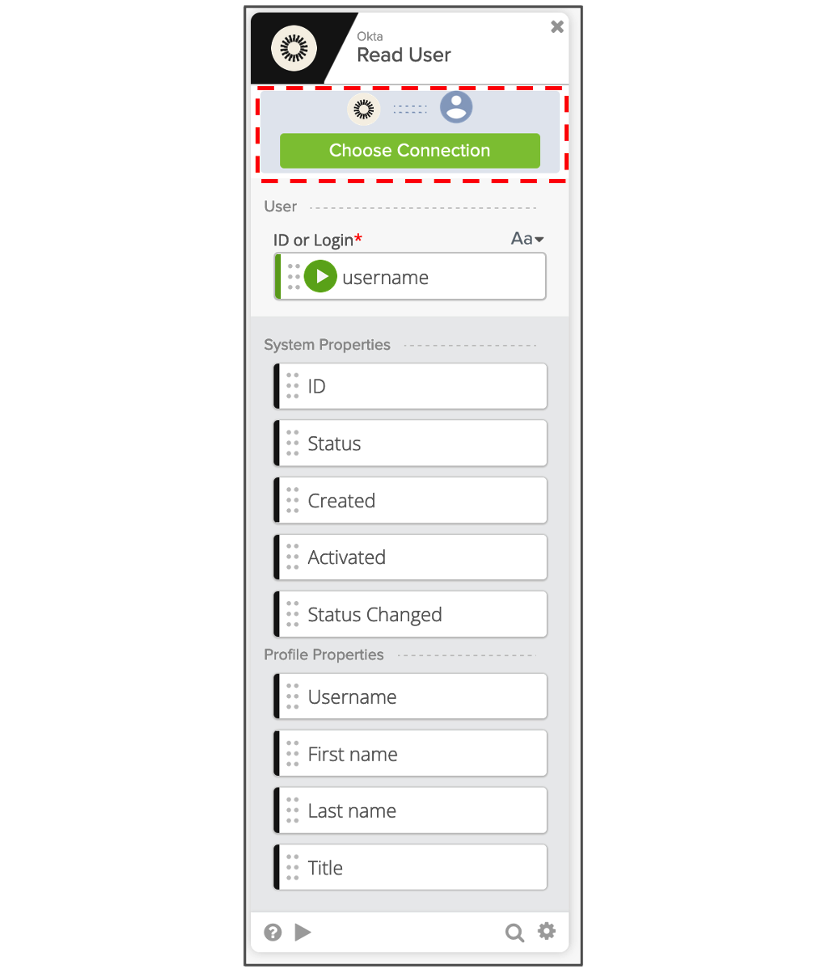 Okta
Read User
Choose Connection
User
ID or Login*
Aa
username
System Properties
ID
Status
Created
Activated
Status Changed
Profile Properties
Username
First name
Last name
Title